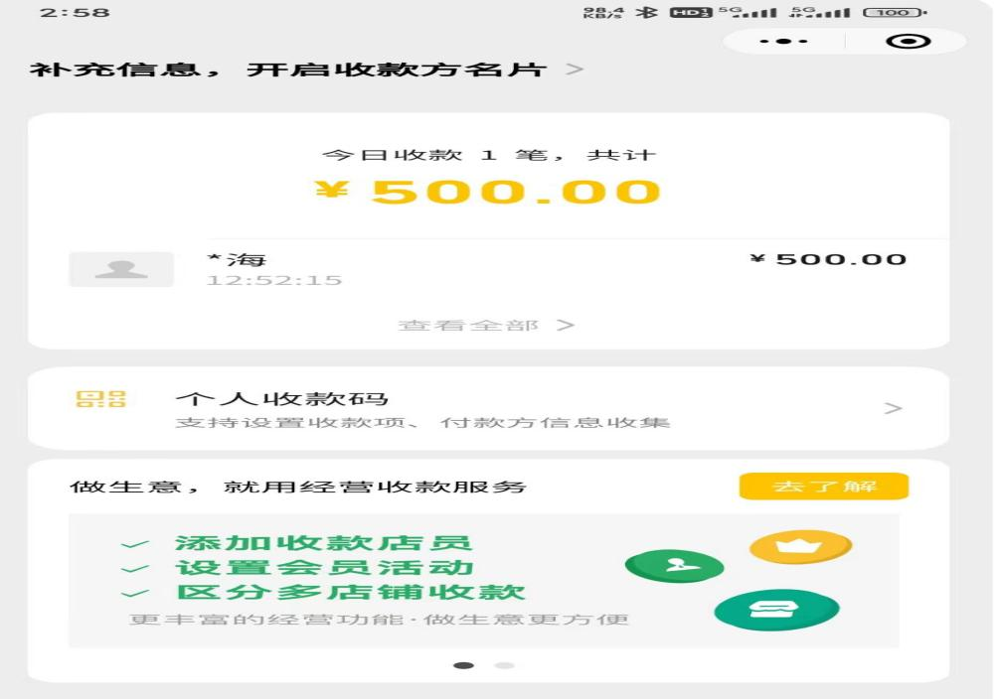 2:58
98.4 KB/s HD 1 2 5G 5G 100
补充信息，开启收款方名片 >
今日收款 1 笔，共计
¥500.00
*海 ¥500.00
12:52:15
查看全部 >
个人收款码
支持设置收款项、付款方信息收集
做生意，就用经营收款服务 去了解
添加收款店员
设置会员活动
区分多店铺收款
更丰富的经营功能·做生意更方便